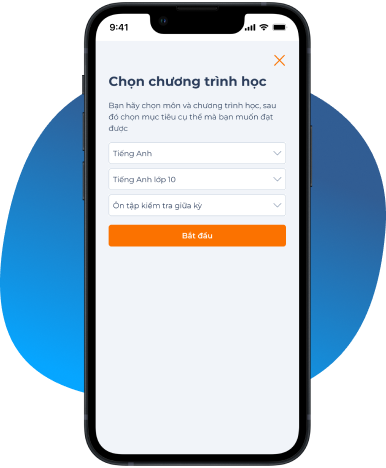 9:41
Chọn chương trình học
Bạn hãy chọn môn và chương trình học, sau
đó chọn mục tiêu cụ thể mà bạn muốn đạt
được
Tiếng Anh
Tiếng Anh lớp 10
Ôn tập kiểm tra giữa kỳ
Bắt đầu